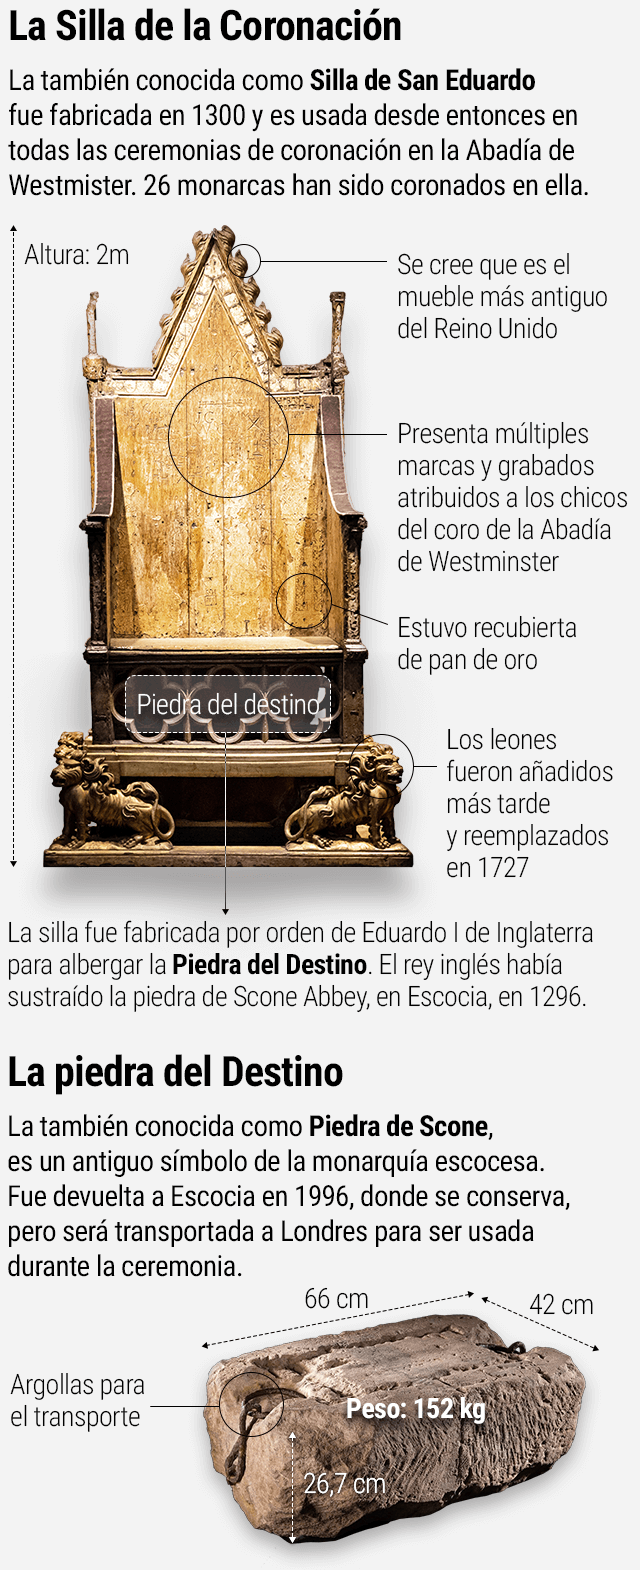 La Silla de la Coronación
La también conocida como Silla de San Eduardo
fue fabricada en 1300 y es usada desde entonces en
todas las ceremonias de coronación en la Abadía de
Westmister. 26 monarcas han sido coronados en ella.
Altura: 2m
Se cree que es el
mueble más antiguo
del Reino Unido
Presenta múltiples
marcas y grabados
atribuidos a los chicos
del coro de la Abadía
de Westminster
Estuvo recubierta
de pan de oro
Piedra del destino
Los leones
fueron añadidos
más tarde
y reemplazados
en 1727
La silla fue fabricada por orden de Eduardo I de Inglaterra
para albergar la Piedra del Destino. El rey inglés había
sustraído la piedra de Scone Abbey, en Escocia, en 1296.
La piedra del Destino
La también conocida como Piedra de Scone,
es un antiguo símbolo de la monarquía escocesa.
Fue devuelta a Escocia en 1996, donde se conserva,
pero será transportada a Londres para ser usada
durante la ceremonia.
66 cm
42 cm
Argollas para
el transporte
Peso: 152 kg
26,7 cm